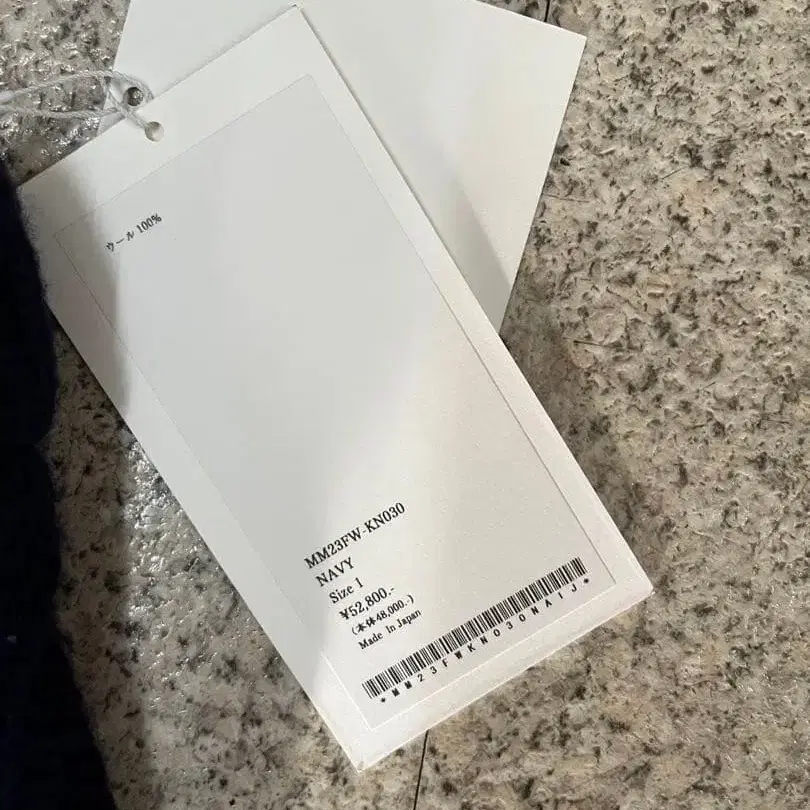 ウール 100%
MM23FW-KN030
NAVY
Size 1
¥52,800.-
(本体48,000.)
Made In Japan
*MM23FWKN030NA1J*